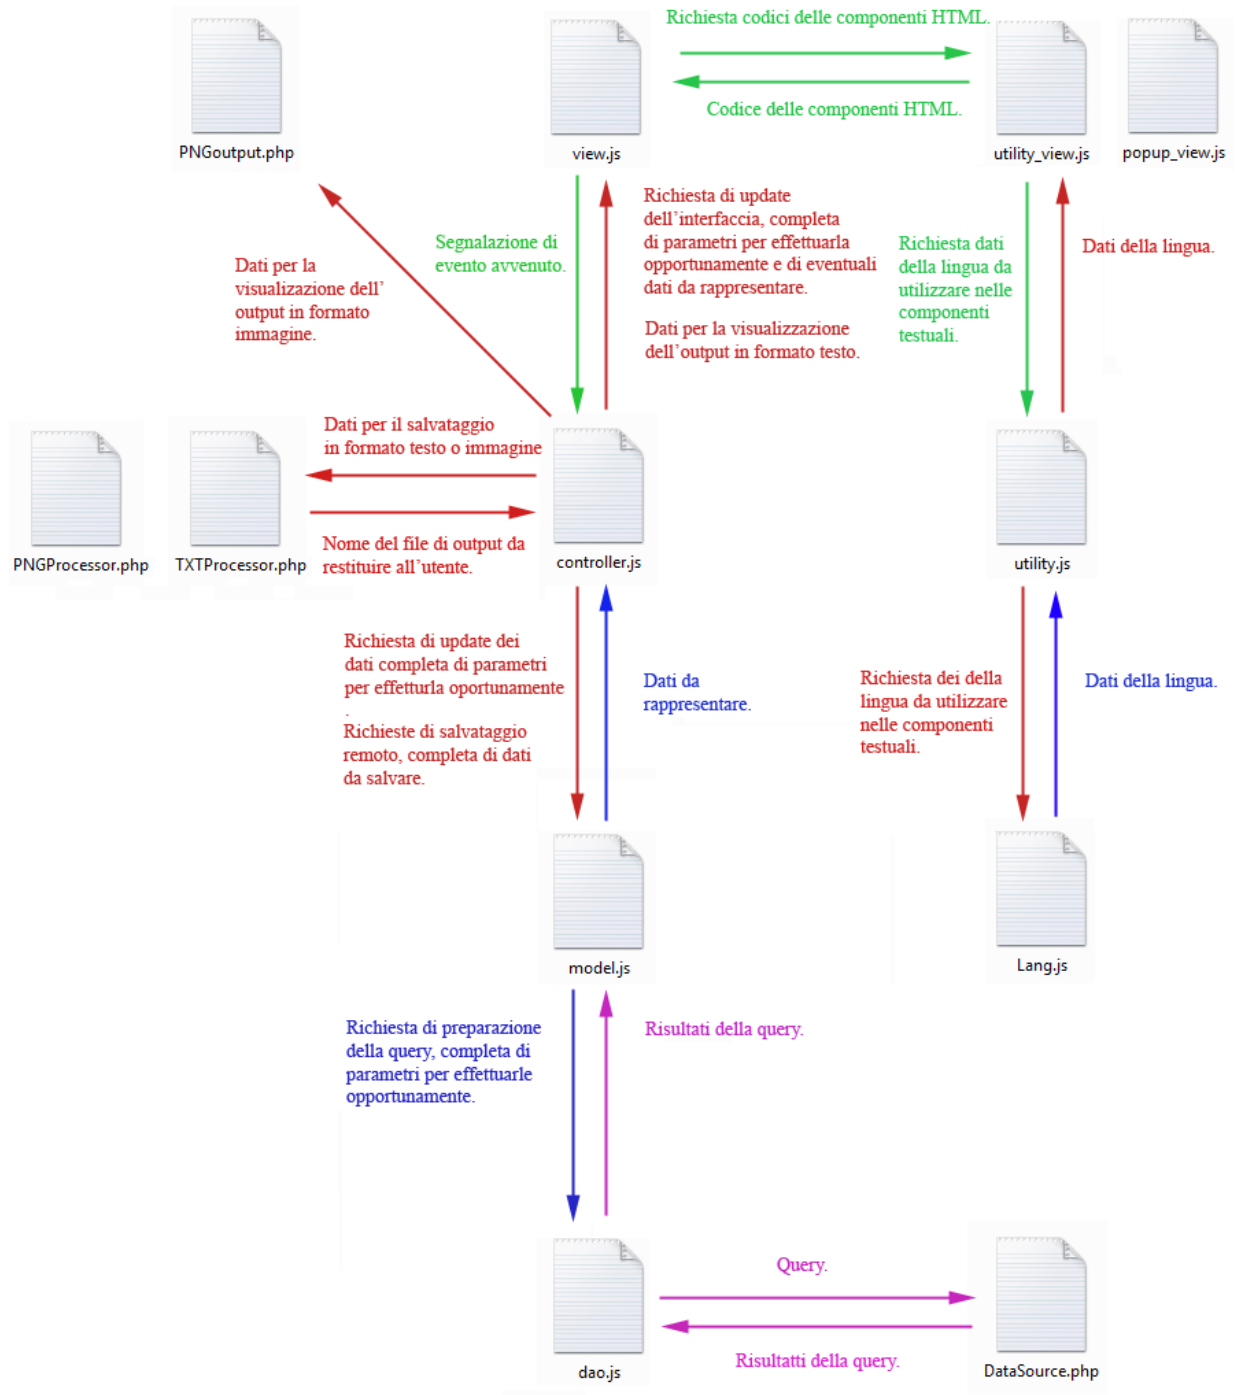 Richiesta codici delle componenti HTML.
Codice delle componenti HTML.
PNGoutput.php
view.js
utility_view.js
popup_view.js
Segnalazione di
evento avvenuto.
Richiesta di update
dell'interfaccia, completa
di parametri per effettuarla
opportunamente e di eventuali
dati da rappresentare.
Dati per la visualizzazione
dell'output in formato testo.
Richiesta dati
della lingua da
utilizzare nelle
componenti
testuali.
Dati della lingua.
Dati per la
visualizazione dell'
output in formato
immagine.
Dati per il salvataggio
in formato testo o immagine
Nome del file di output da
restituire all'utente.
PNGProcessor.php
TXTProcessor.php
controller.js
utility.js
Richiesta di update dei
dati completa di parametri
per effetturla oportunamente
.
Richieste di salvataggio
remoto, completa di dati
da salvare.
Dati da
rappresentare.
Richiesta dei della
lingua da utilizzare
nelle componenti
testuali.
Dati della lingua.
model.js
Lang.js
Richiesta di preparazione
della query, completa di
parametri per effettuarle
opportunamente.
Risultati della query.
Query.
Risultatti della query.
dao.js
DataSource.php